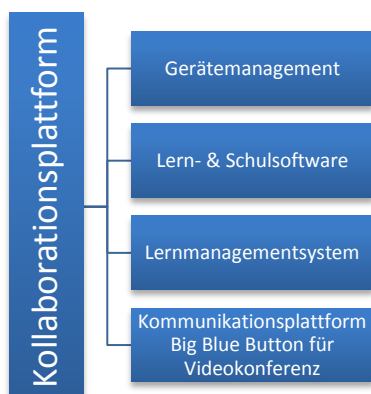 Kollaborationsplattform
Gerätemanagement
Lern- & Schulsoftware
Lernmanagementsystem
Kommunikationsplattform
Big Blue Button für
Videokonferenz